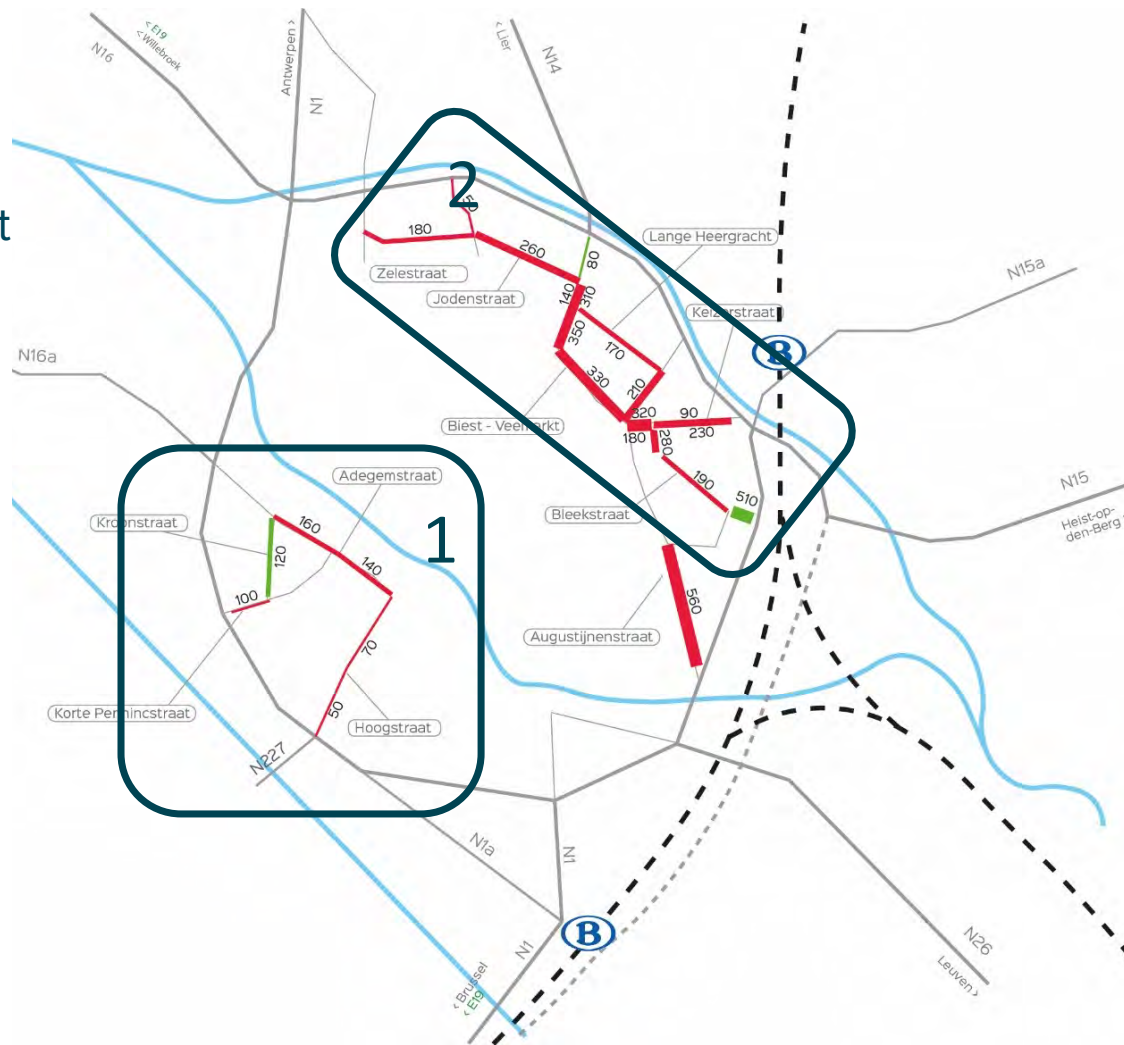 < E19
< Willebroek
N16
Antwerpen >
N1
< Lier
N14
t
2
50
180
260
80
Lange Heergracht
Zelestraat
Jodenstraat
140
310
Keizerstraat
N15a
B
350
170
N16a
330
210
Biest - Veemarkt
320
90
180
280
230
190
510
N15
Heist-op-
den-Berg >
Bleekstraat
Adegemstraat
Kroonstraat
160
1
120
140
100
560
Augustijnenstraat
70
Korte Pennincstraat
50
Hoogstraat
N227
N1a
N1
B
N1
N26
Leuven >
< Brussel
< E19